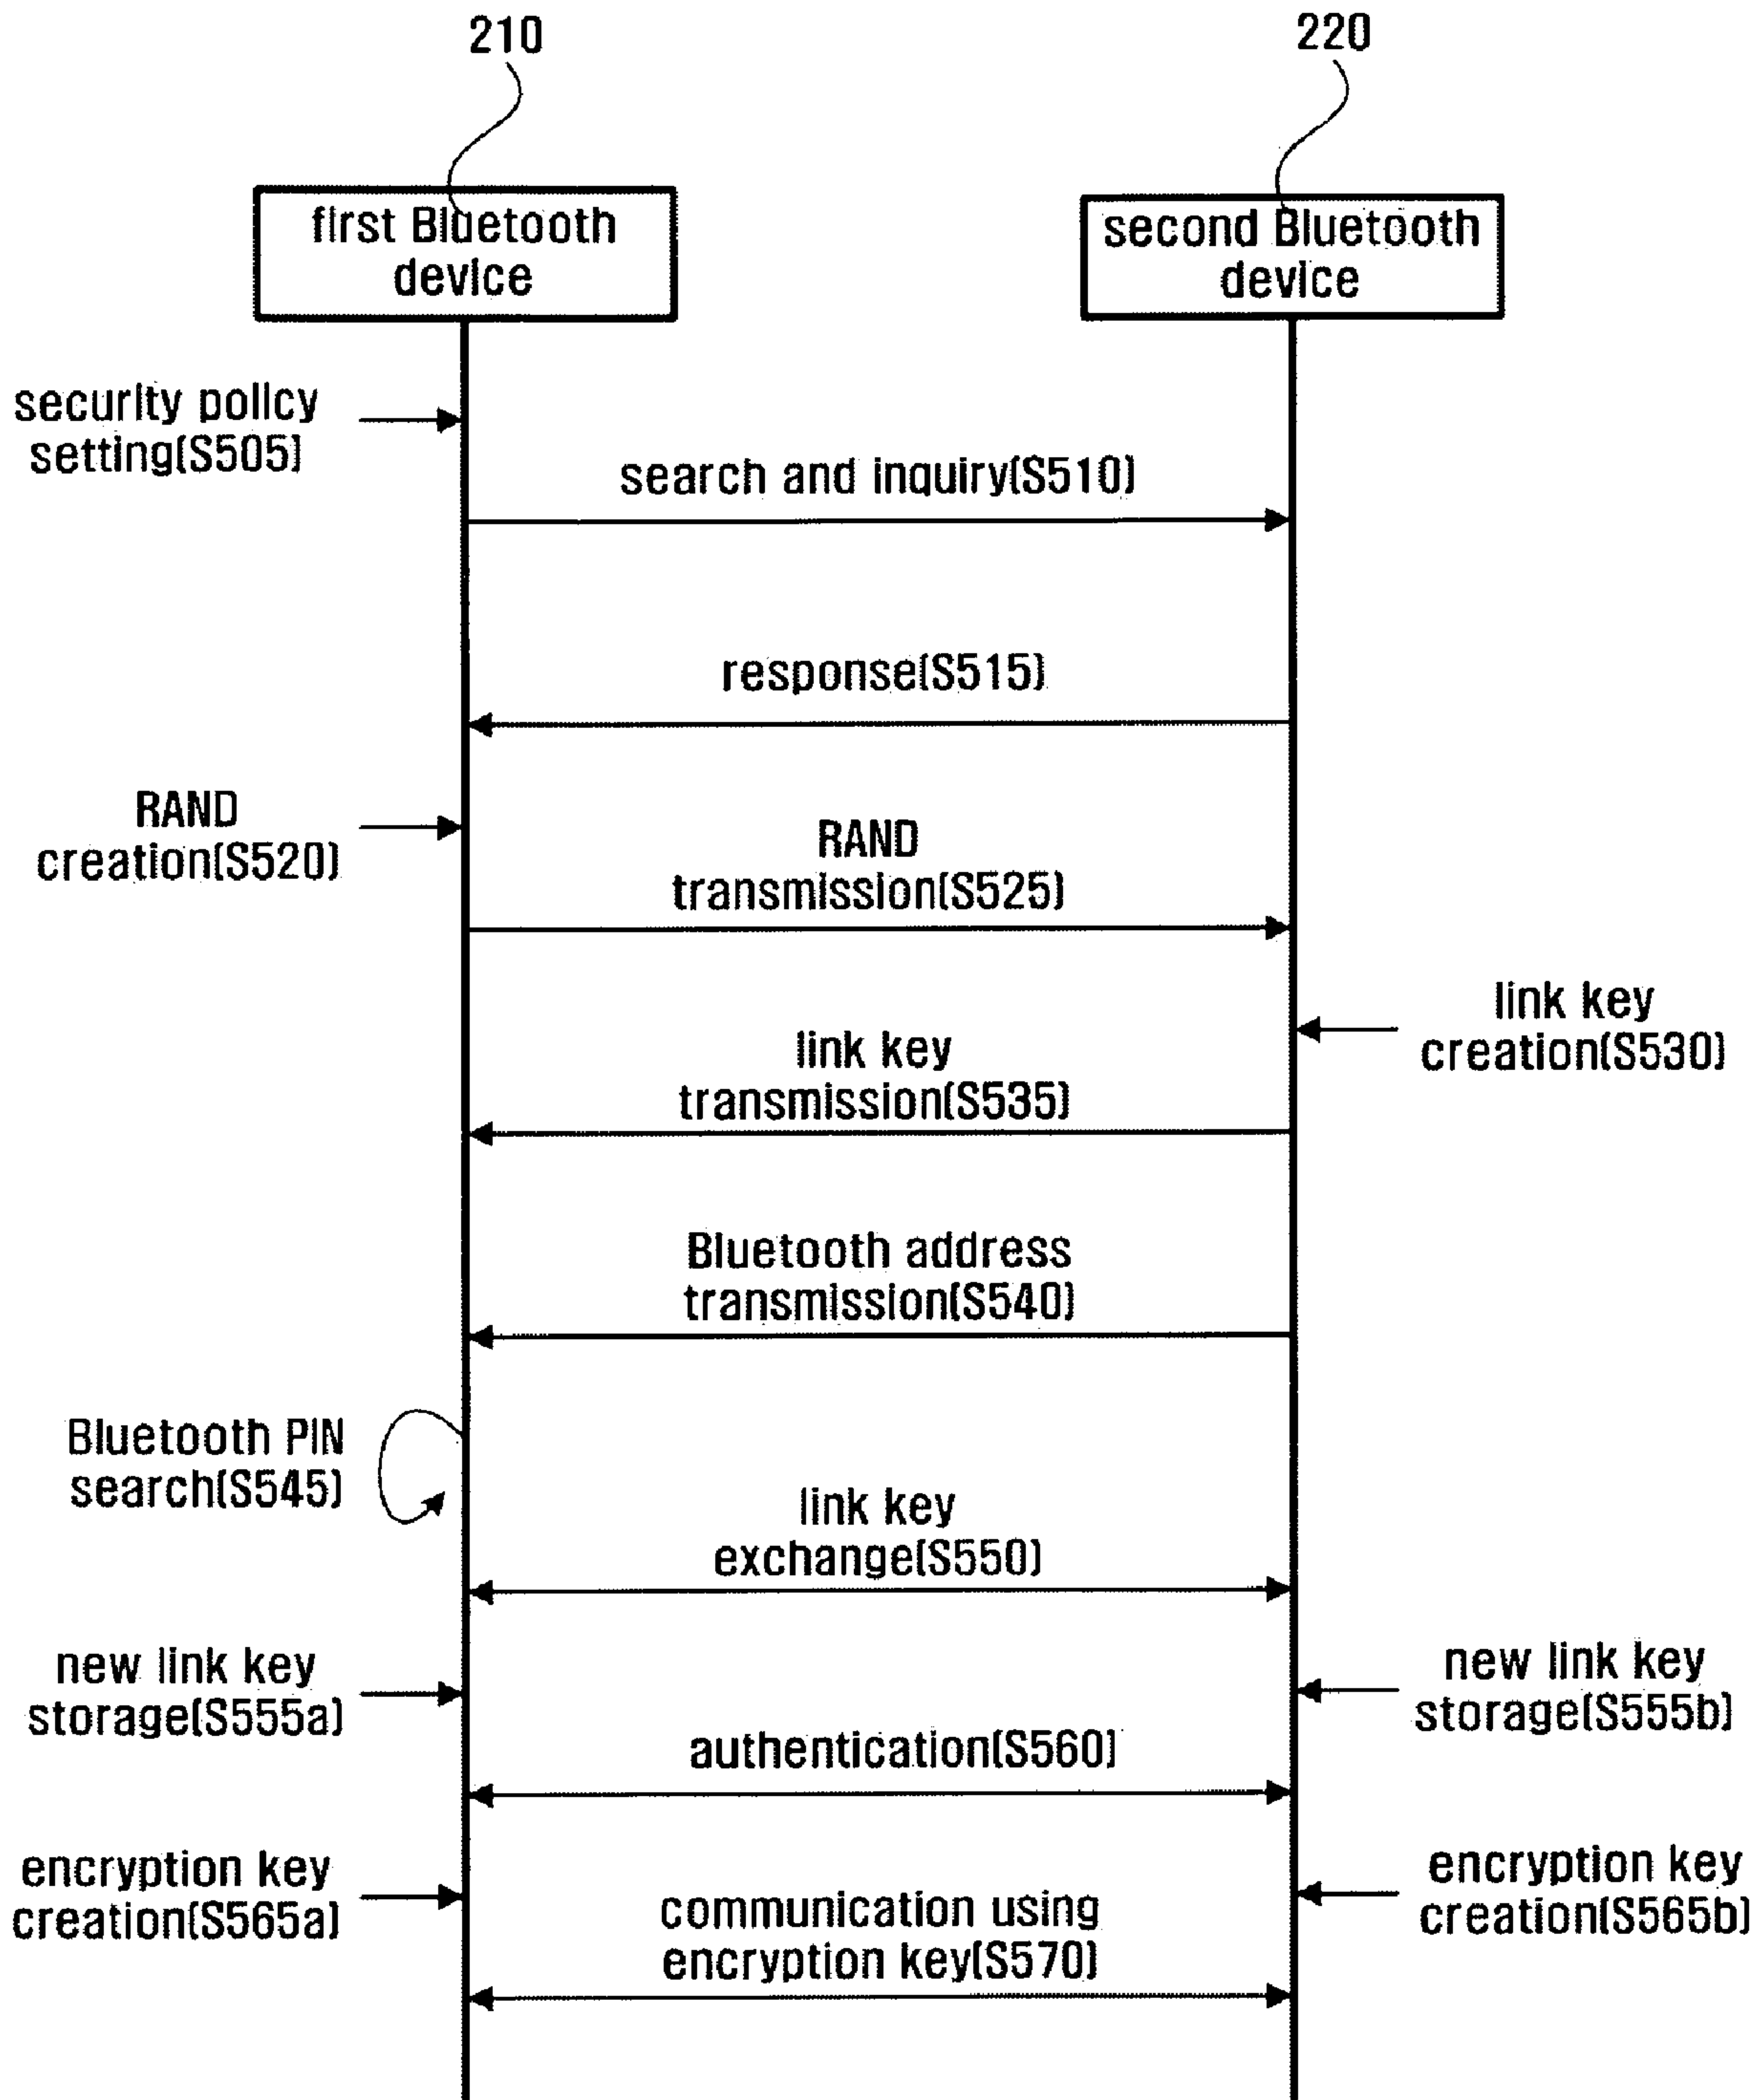 210
220
first Bluetooth
device
second Bluetooth
device
security policy
setting(S505)
search and inquiry(S510)
response(S515)
RAND
creation(S520)
RAND
transmission(S525)
link key
creation(S530)
link key
transmission(S535)
Bluetooth address
transmission(S540)
Bluetooth PIN
search(S545)
link key
exchange(S550)
new link key
storage(S555a)
new link key
storage(S555b)
authentication(S560)
encryption key
creation(S565a)
encryption key
creation(S565b)
communication using
encryption key(S570)